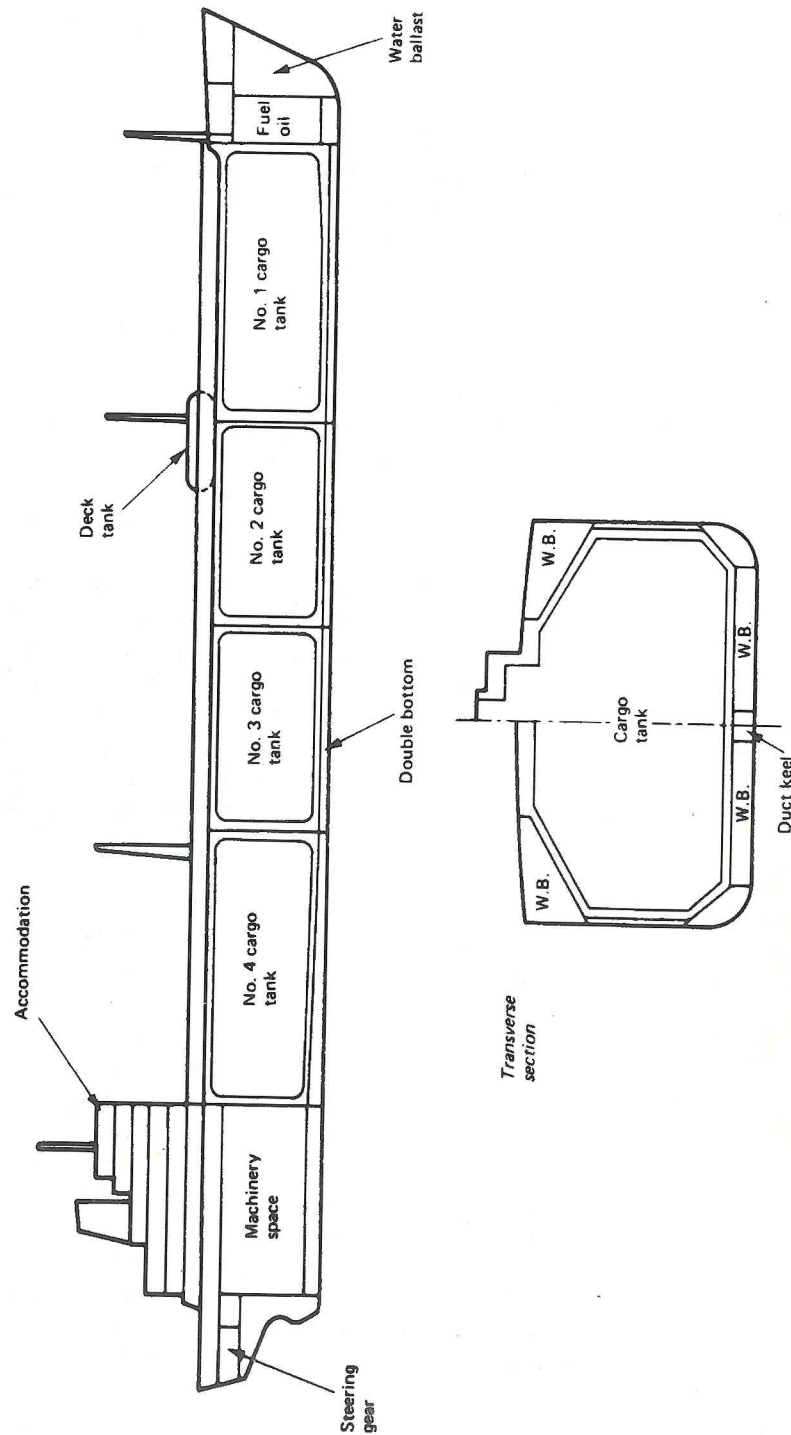 Accommodation
Deck
tank
Steering
gear
Machinery
space
No. 4 cargo
tank
No. 3 cargo
tank
No. 2 cargo
tank
No. 1 cargo
tank
Fuel
oil
Water
ballast
Double bottom
Transverse
section
W.B.
W.B.
Cargo
tank
W.B.
W.B.
Duct keel